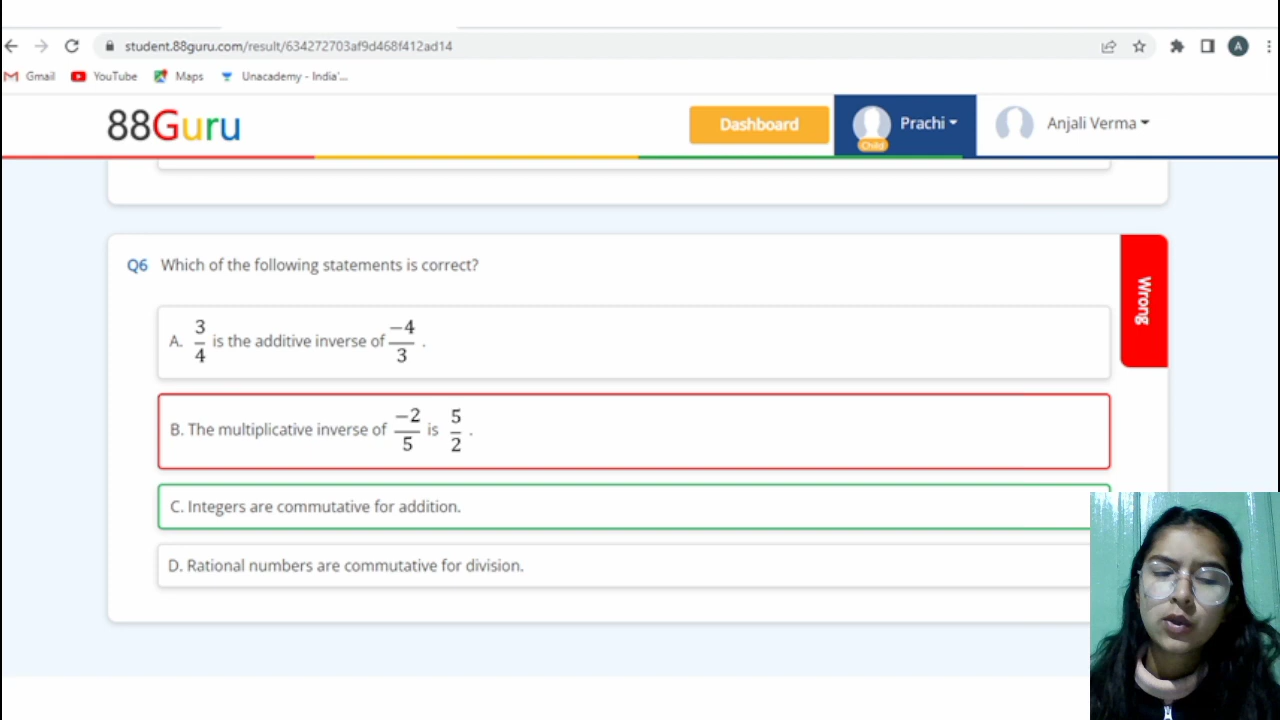 student.88guru.com/result/634272703af9d468f412ad14
A
Gmail YouTube Maps Unacademy - India'...
88Guru
Dashboard
Child
Prachi
Anjali Verma
Q6 Which of the following statements is correct?
Wrong
A. 3/4 is the additive inverse of −4/3 .
B. The multiplicative inverse of −2/5 is 5/2 .
C. Integers are commutative for addition.
D. Rational numbers are commutative for division.